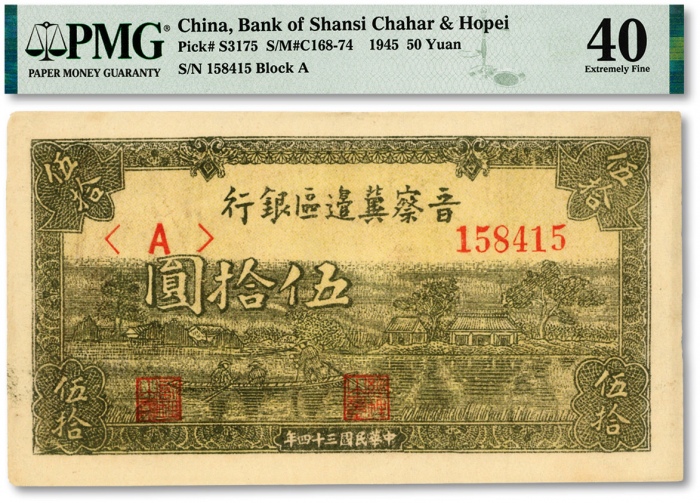 PMG®
PAPER MONEY GUARANTY
China, Bank of Shansi Chahar & Hopei
Pick# S3175 S/M#C168-74 1945 50 Yuan
S/N 158415 Block A
40
Extremely Fine
伍拾
伍拾
行銀區邊冀察晉
< A >
158415
圓拾伍
伍拾
伍拾
年四十三國民華中